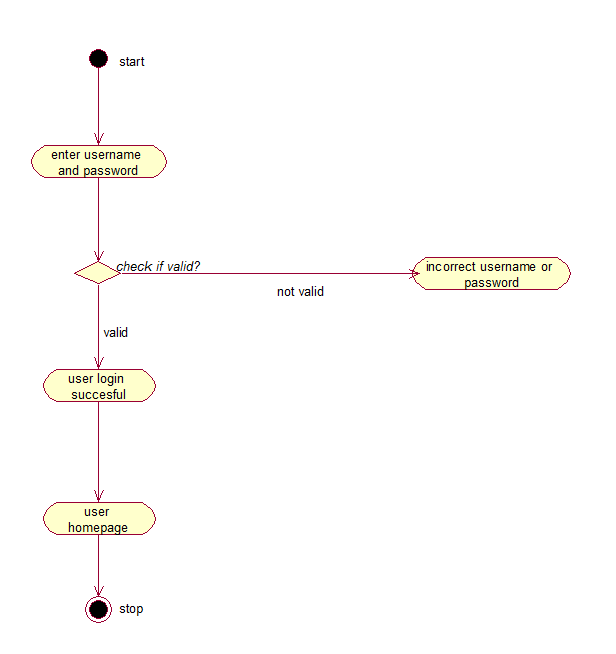 start
enter username
and password
check if valid?
incorrect username or
password
not valid
valid
user login
succesful
user
homepage
stop